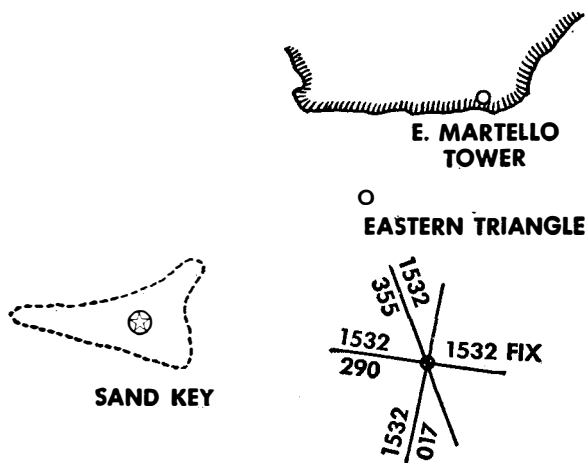 E. MARTELLO
TOWER
EASTERN TRIANGLE
SAND KEY
1532
355
1532
290
1532 FIX
1532
017